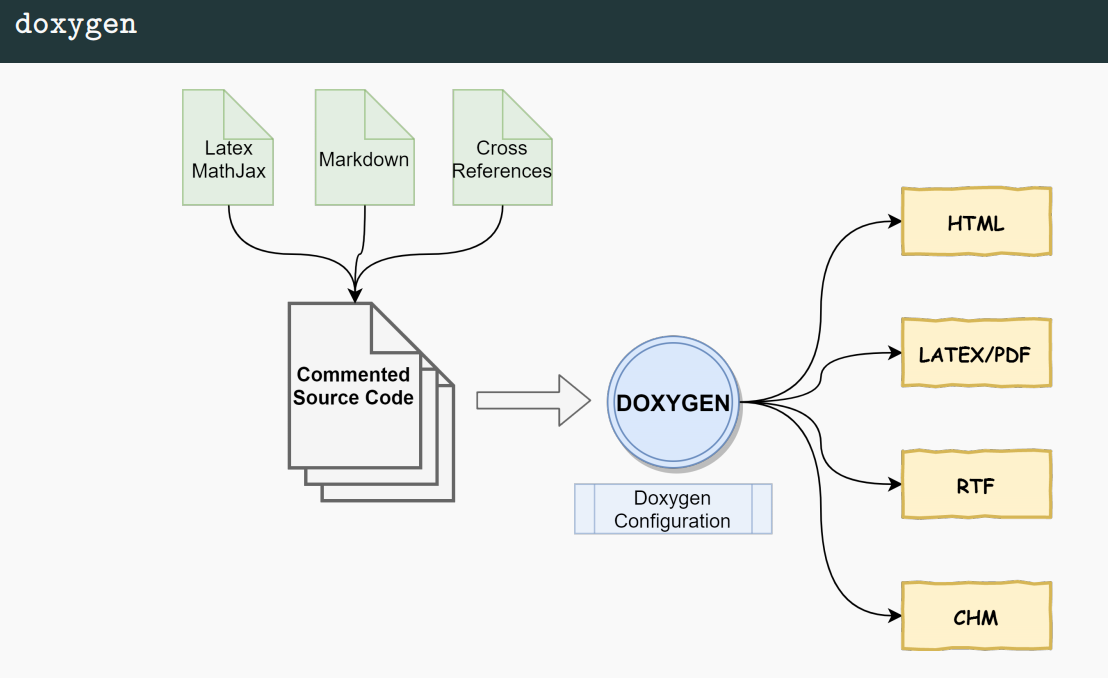 doxygen
Latex
MathJax
Markdown
Cross
References
Commented
Source Code
DOXYGEN
Doxygen
Configuration
HTML
LATEX/PDF
RTF
CHM